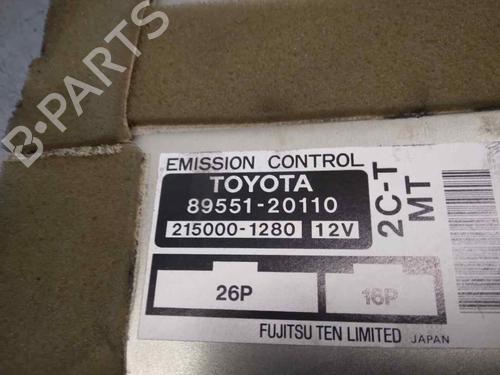 B-PARTS
EMISSION CONTROL
TOYOTA
89551-20110
215000-1280 12V
2C-T
MT
26P
16P
FUJITSU TEN LIMITED JAPAN